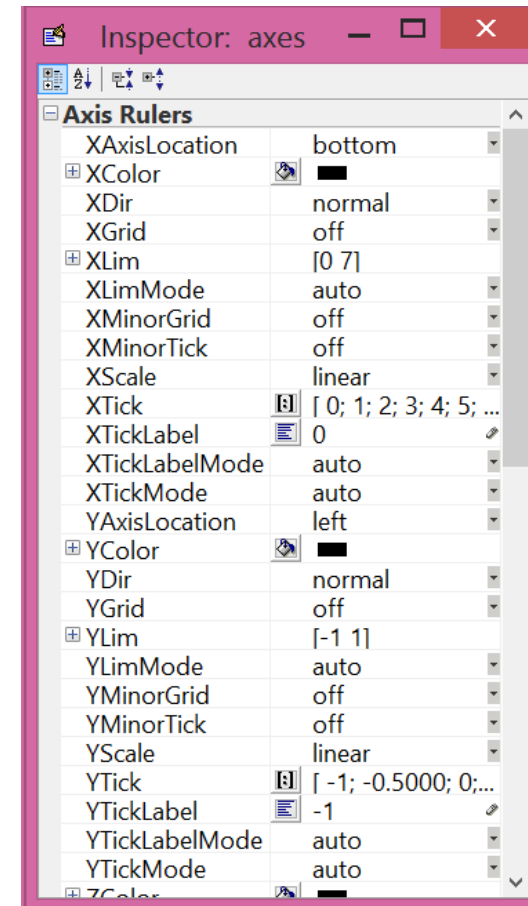 Inspector: axes
Axis Rulers
XAxisLocation bottom
XColor
XDir normal
XGrid off
XLim [0 7]
XLimMode auto
XMinorGrid off
XMinorTick off
XScale linear
XTick [ 0; 1; 2; 3; 4; 5; ...
XTickLabel 0
XTickLabelMode auto
XTickMode auto
YAxisLocation left
YColor
YDir normal
YGrid off
YLim [-1 1]
YLimMode auto
YMinorGrid off
YMinorTick off
YScale linear
YTick [ -1; -0.5000; 0;...
YTickLabel -1
YTickLabelMode auto
YTickMode auto
ZColor